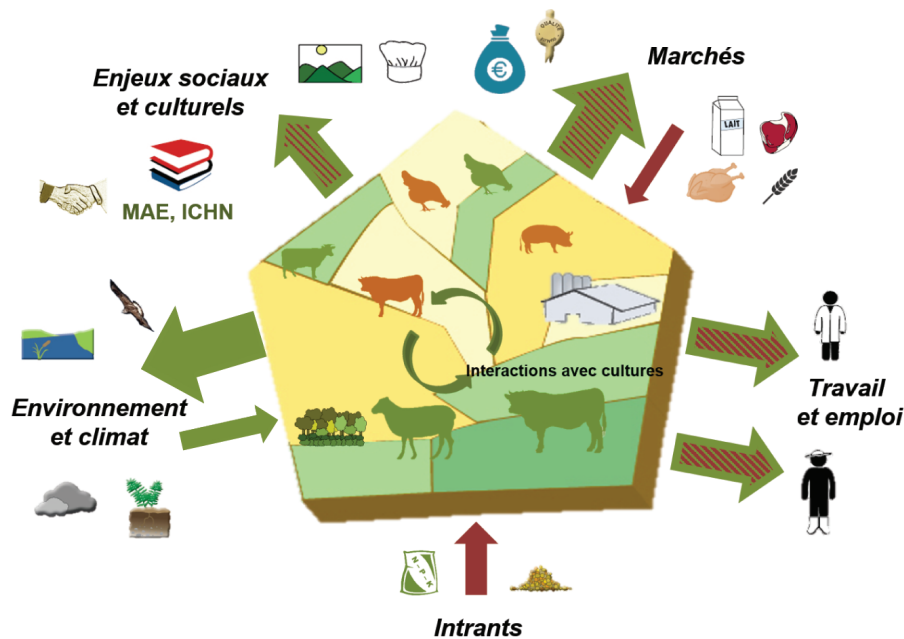 Enjeux sociaux
et culturels
Marchés
LAIT
MAE, ICHN
Interactions avec cultures
Environnement
et climat
Travail
et emploi
N-P-K
Intrants